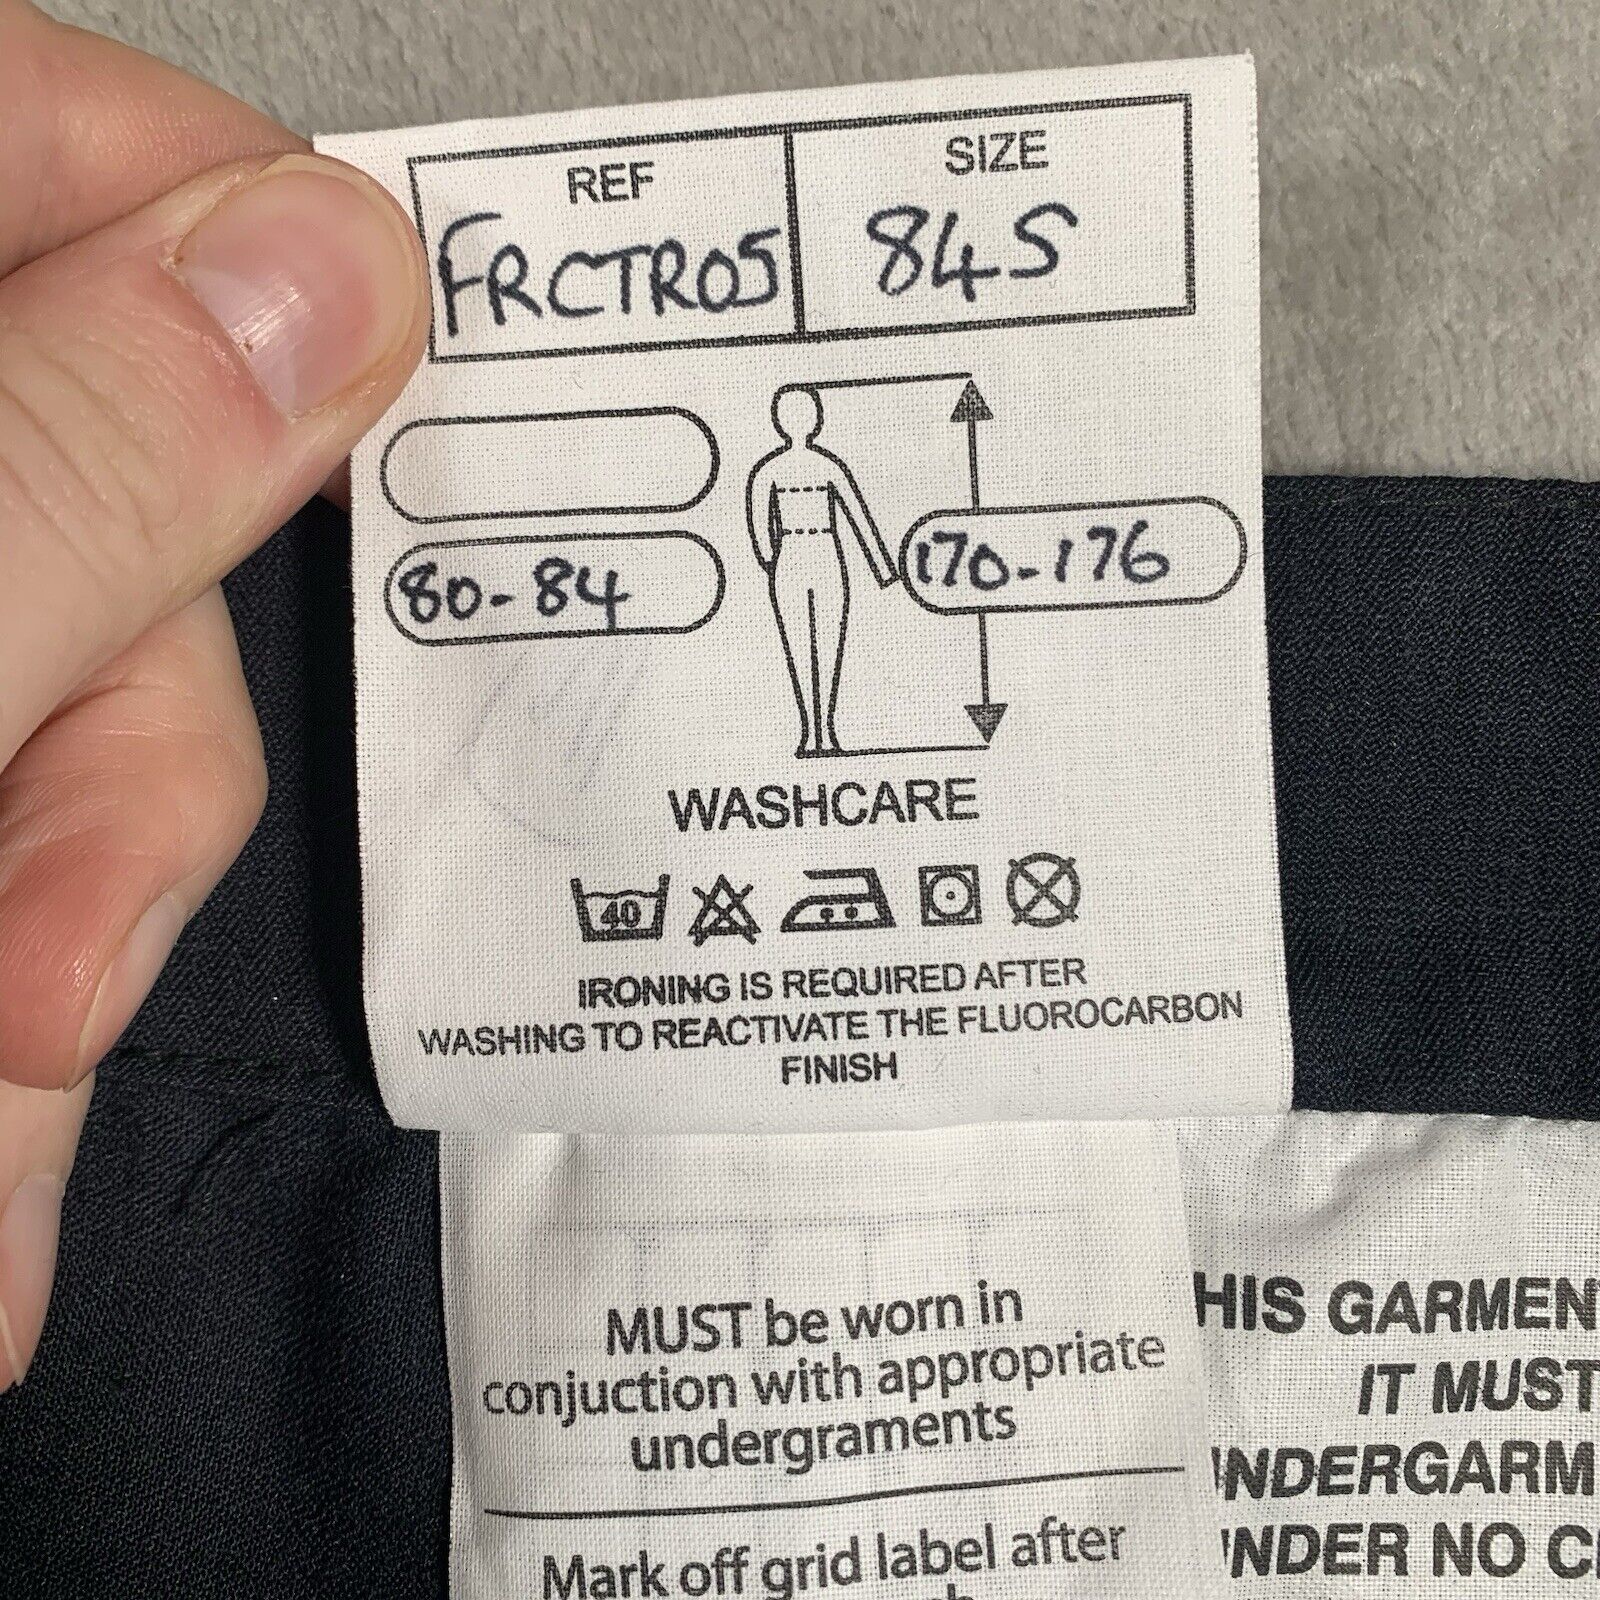 REF
SIZE
FRCTR05
84S
80-84
170-176
WASHCARE
40
IRONING IS REQUIRED AFTER
WASHING TO REACTIVATE THE FLUOROCARBON
FINISH
MUST be worn in
conjuction with appropriate
undergraments
Mark off grid label after
HIS GARMEN
IT MUST
NDERGARM
NDER NO C